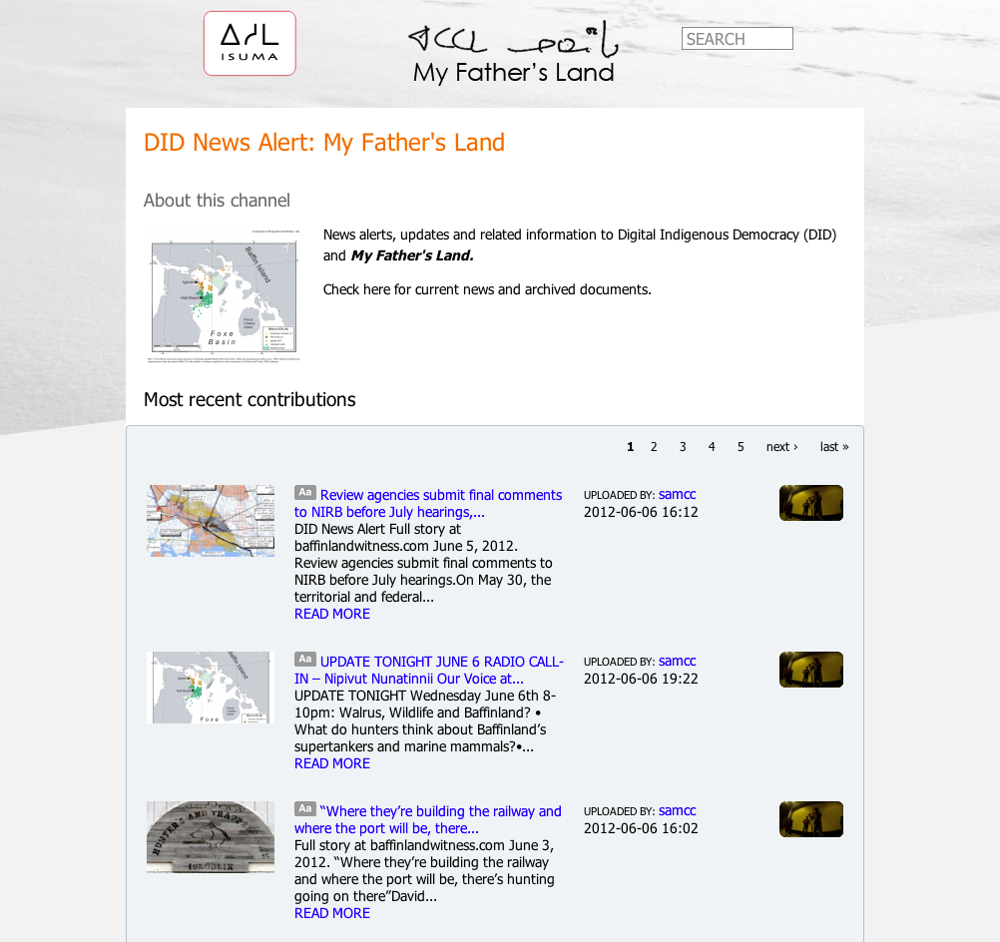 ᐃᓱᒪ
ISUMA
My Father's Land
SEARCH
DID News Alert: My Father's Land
About this channel
News alerts, updates and related information to Digital Indigenous Democracy (DID)
and My Father's Land.
Check here for current news and archived documents.
Baffin Island
Foxe
Basin
Most recent contributions
1 2 3 4 5 next › last »
Aa Review agencies submit final comments
to NIRB before July hearings,...
DID News Alert Full story at
baffinlandwitness.com June 5, 2012.
Review agencies submit final comments to
NIRB before July hearings.On May 30, the
territorial and federal...
READ MORE
UPLOADED BY: samcc
2012-06-06 16:12
Foxe
Aa UPDATE TONIGHT JUNE 6 RADIO CALL-
IN – Nipivut Nunatinnii Our Voice at...
UPDATE TONIGHT Wednesday June 6th 8-
10pm: Walrus, Wildlife and Baffinland? •
What do hunters think about Baffinland’s
supertankers and marine mammals?•...
READ MORE
UPLOADED BY: samcc
2012-06-06 19:22
HUNTERS AND TRAPPERS
IGLOOLIK
Aa “Where they’re building the railway and
where the port will be, there...
Full story at baffinlandwitness.com June 3,
2012. “Where they’re building the railway
and where the port will be, there’s hunting
going on there”David...
READ MORE
UPLOADED BY: samcc
2012-06-06 16:02